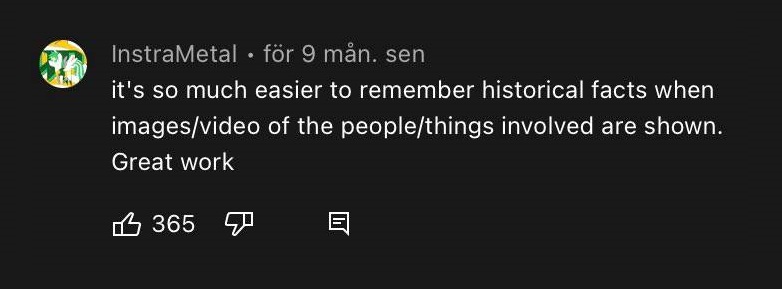 InstraMetal • för 9 mån. sen
it's so much easier to remember historical facts when
images/video of the people/things involved are shown.
Great work
365